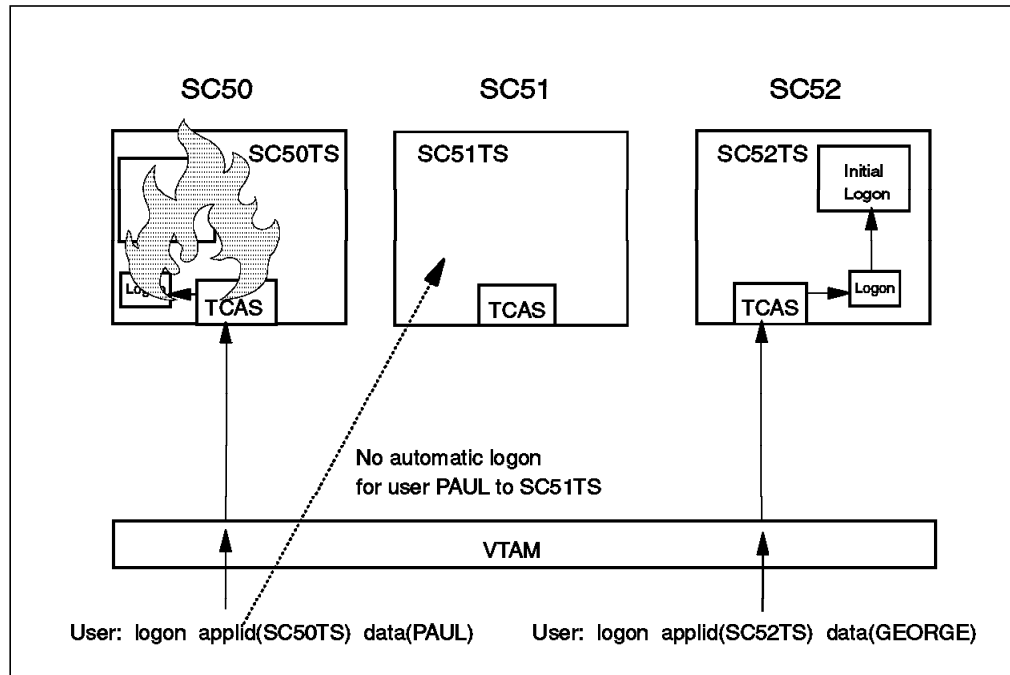 SC50
SC51
SC52
SC50TS
SC51TS
SC52TS
Initial
Logon
Logon
TCAS
TCAS
TCAS
Logon
No automatic logon
for user PAUL to SC51TS
VTAM
User: logon applid(SC50TS) data(PAUL)
User: logon applid(SC52TS) data(GEORGE)